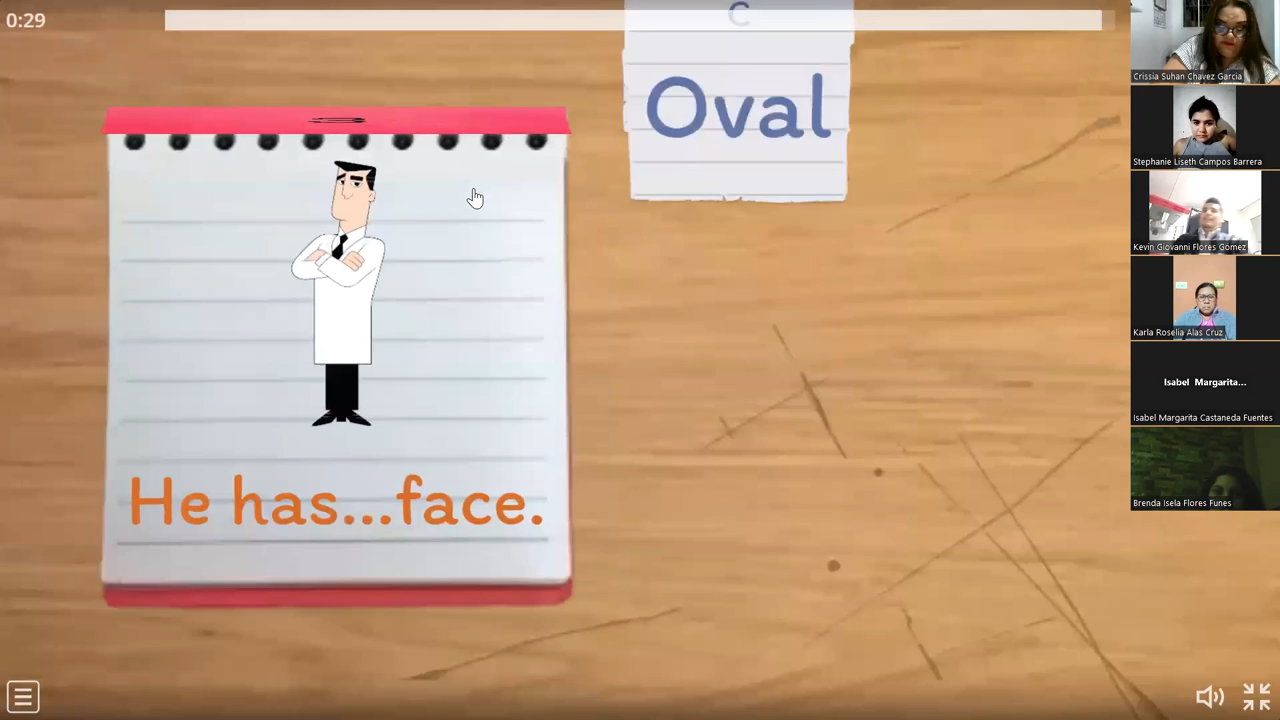 0:29
C
Oval
He has...face.
Crissia Suhan Chavez Garcia
Stephanie Liseth Campos Barrera
Kevin Giovanni Flores Gomez
Karla Roselia Alas Cruz
Isabel Margarita...
Isabel Margarita Castaneda Fuentes
Brenda Isela Flores Funes